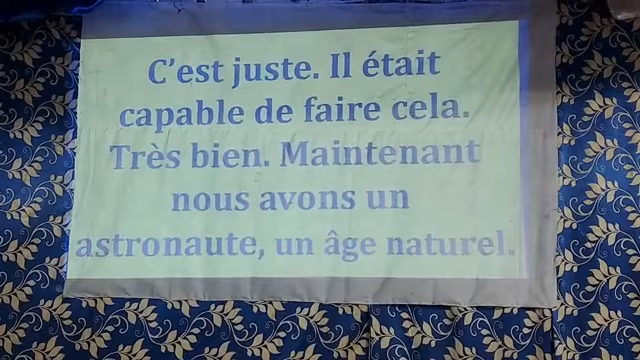 C’est juste. Il était
capable de faire cela.
Très bien. Maintenant
nous avons un
astronaute, un âge naturel.